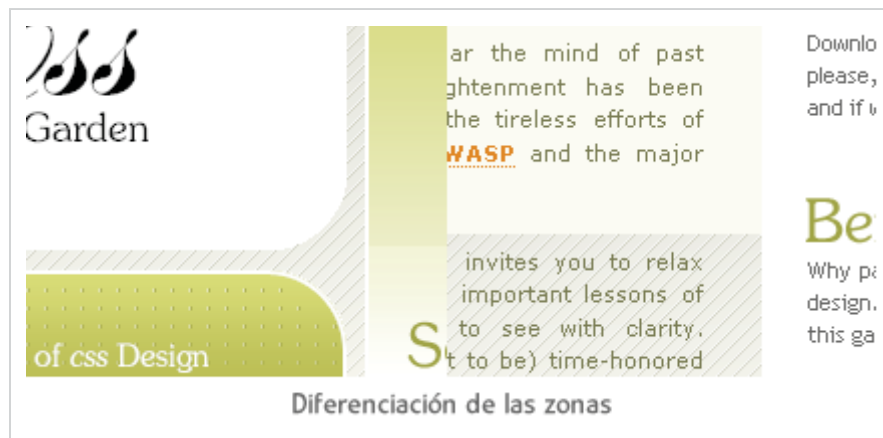 Garden
of css Design
ar the mind of past
ghtenment has been
the tireless efforts of
WASP and the major
invites you to relax
important lessons of
to see with clarity.
S
t to be) time-honored
Downlo
please,
and if
Be
Why pa
design.
this ga
Diferenciación de las zonas